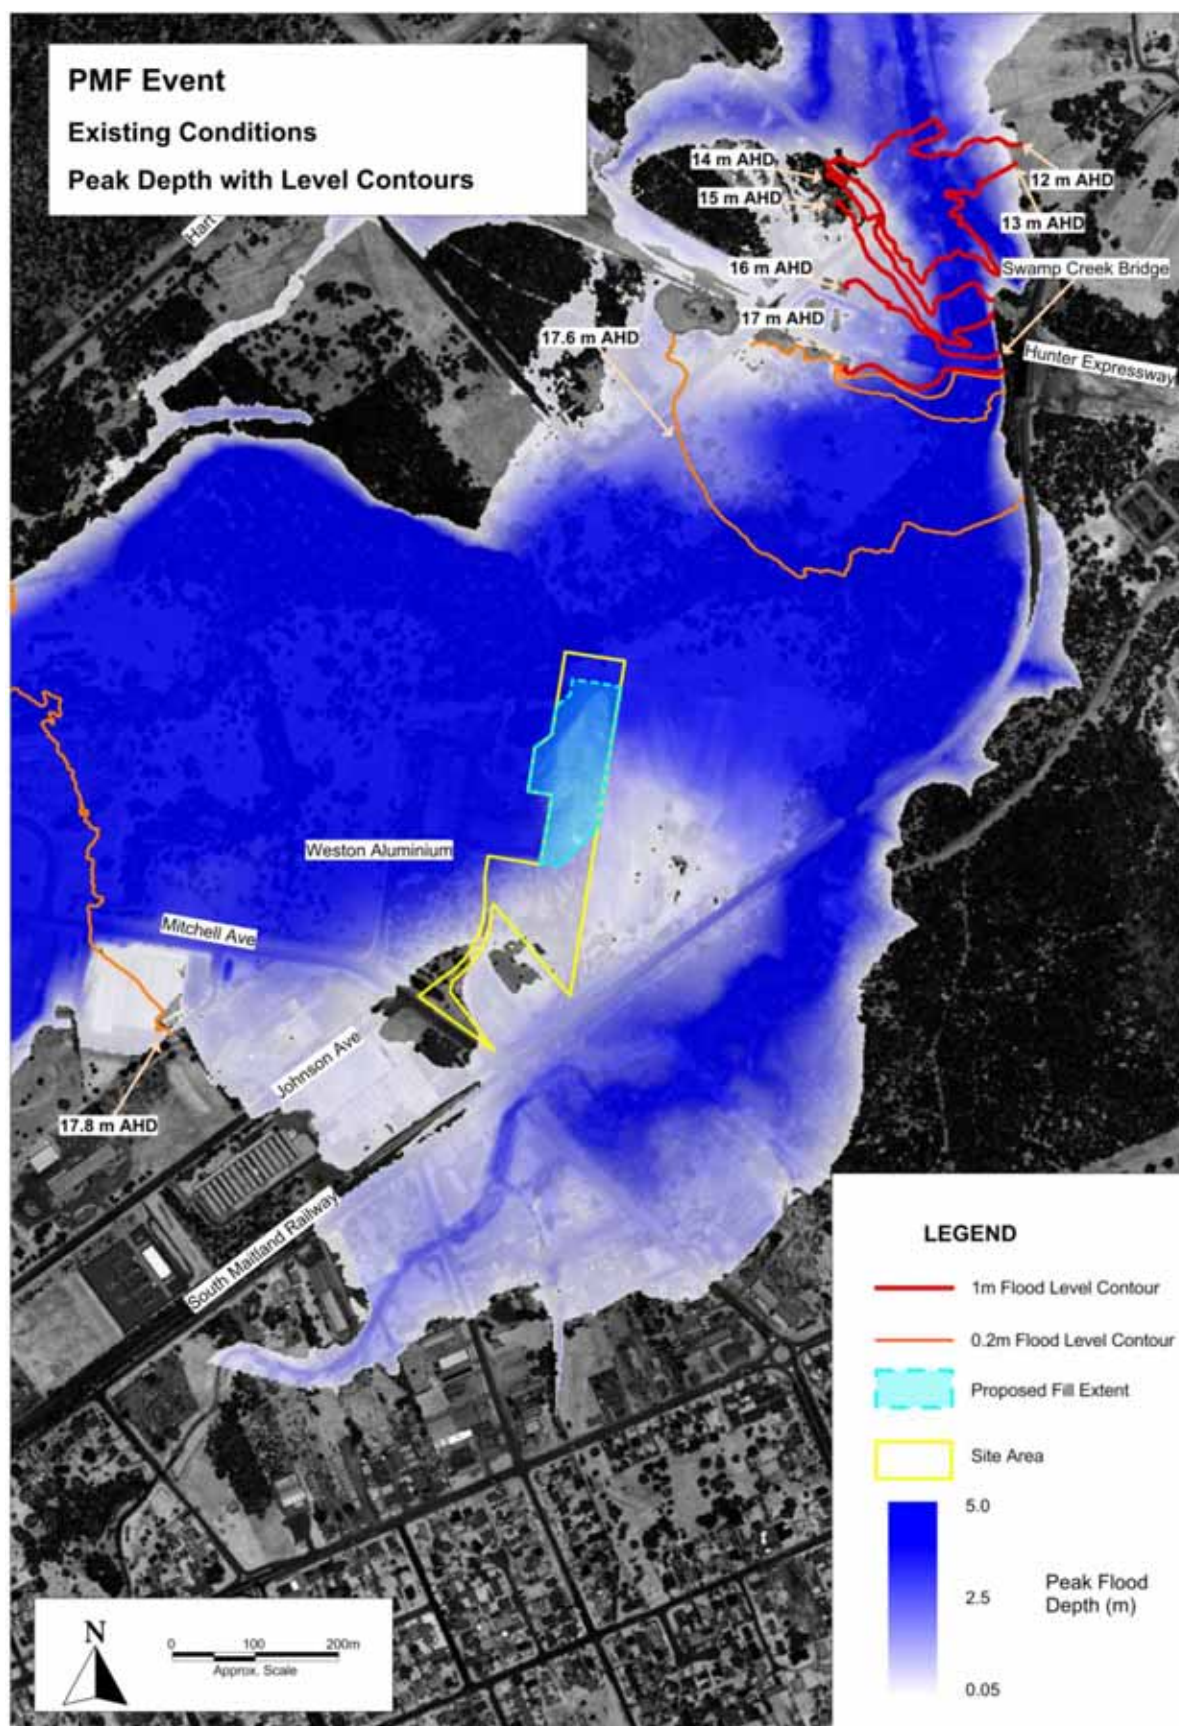 PMF Event
Existing Conditions
Peak Depth with Level Contours
Hart
14 m AHD
15 m AHD
12 m AHD
13 m AHD
16 m AHD
Swamp Creek Bridge
17 m AHD
17.6 m AHD
Hunter Expressway
Weston Aluminium
Mitchell Ave
Johnson Ave
17.8 m AHD
South Maitland Railway
LEGEND
1m Flood Level Contour
0.2m Flood Level Contour
Proposed Fill Extent
Site Area
5.0
2.5
0.05
Peak Flood
Depth (m)
N
0 100 200m
Approx. Scale